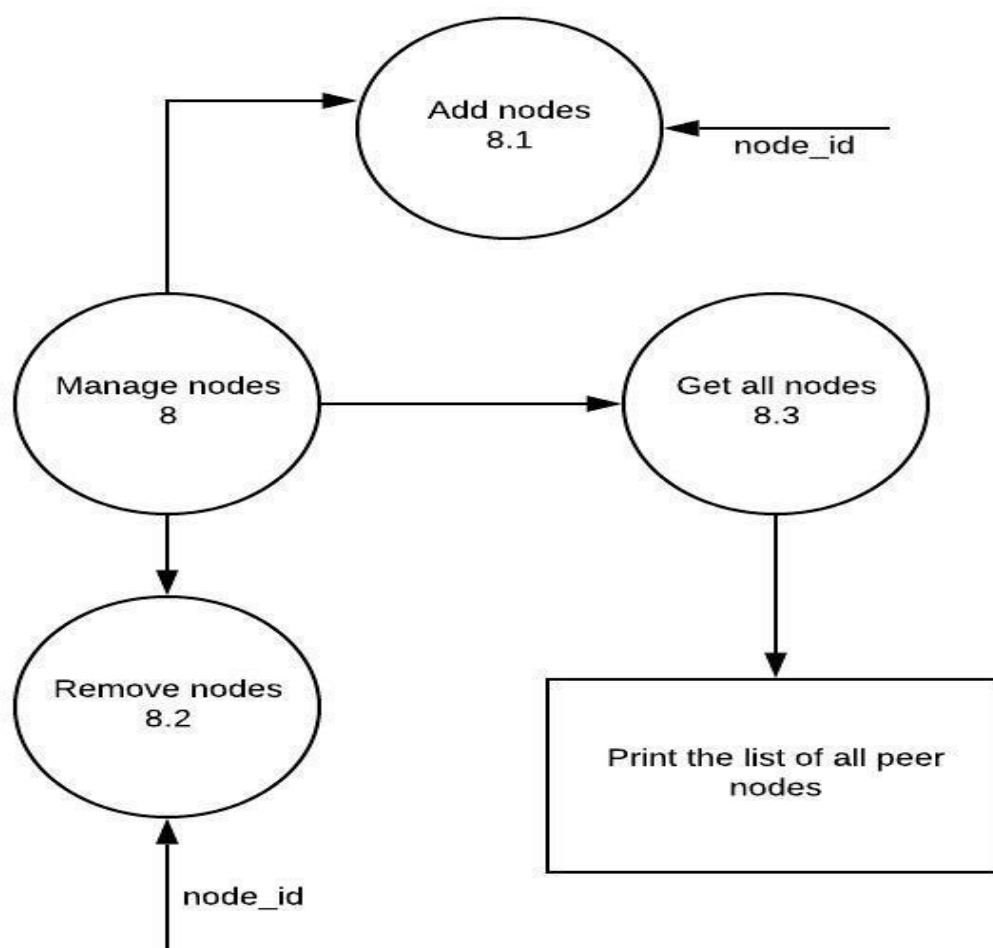 Add nodes
8.1
node_id
Manage nodes
8
Get all nodes
8.3
Remove nodes
8.2
Print the list of all peer
nodes
node_id